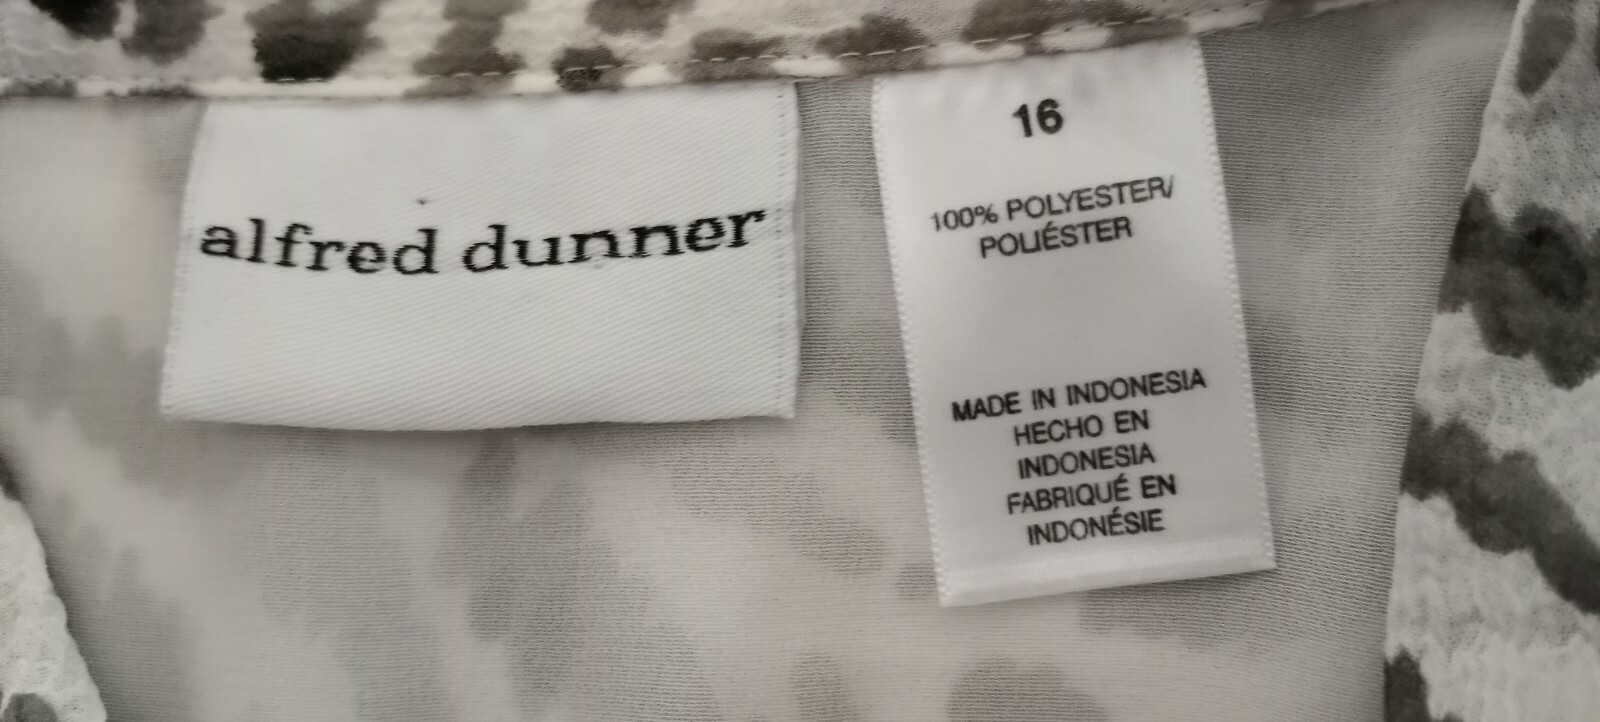 alfred dunner
16
100% POLYESTER/
POLIÉSTER
MADE IN INDONESIA
HECHO EN
INDONESIA
FABRIQUÉ EN
INDONÉSIE